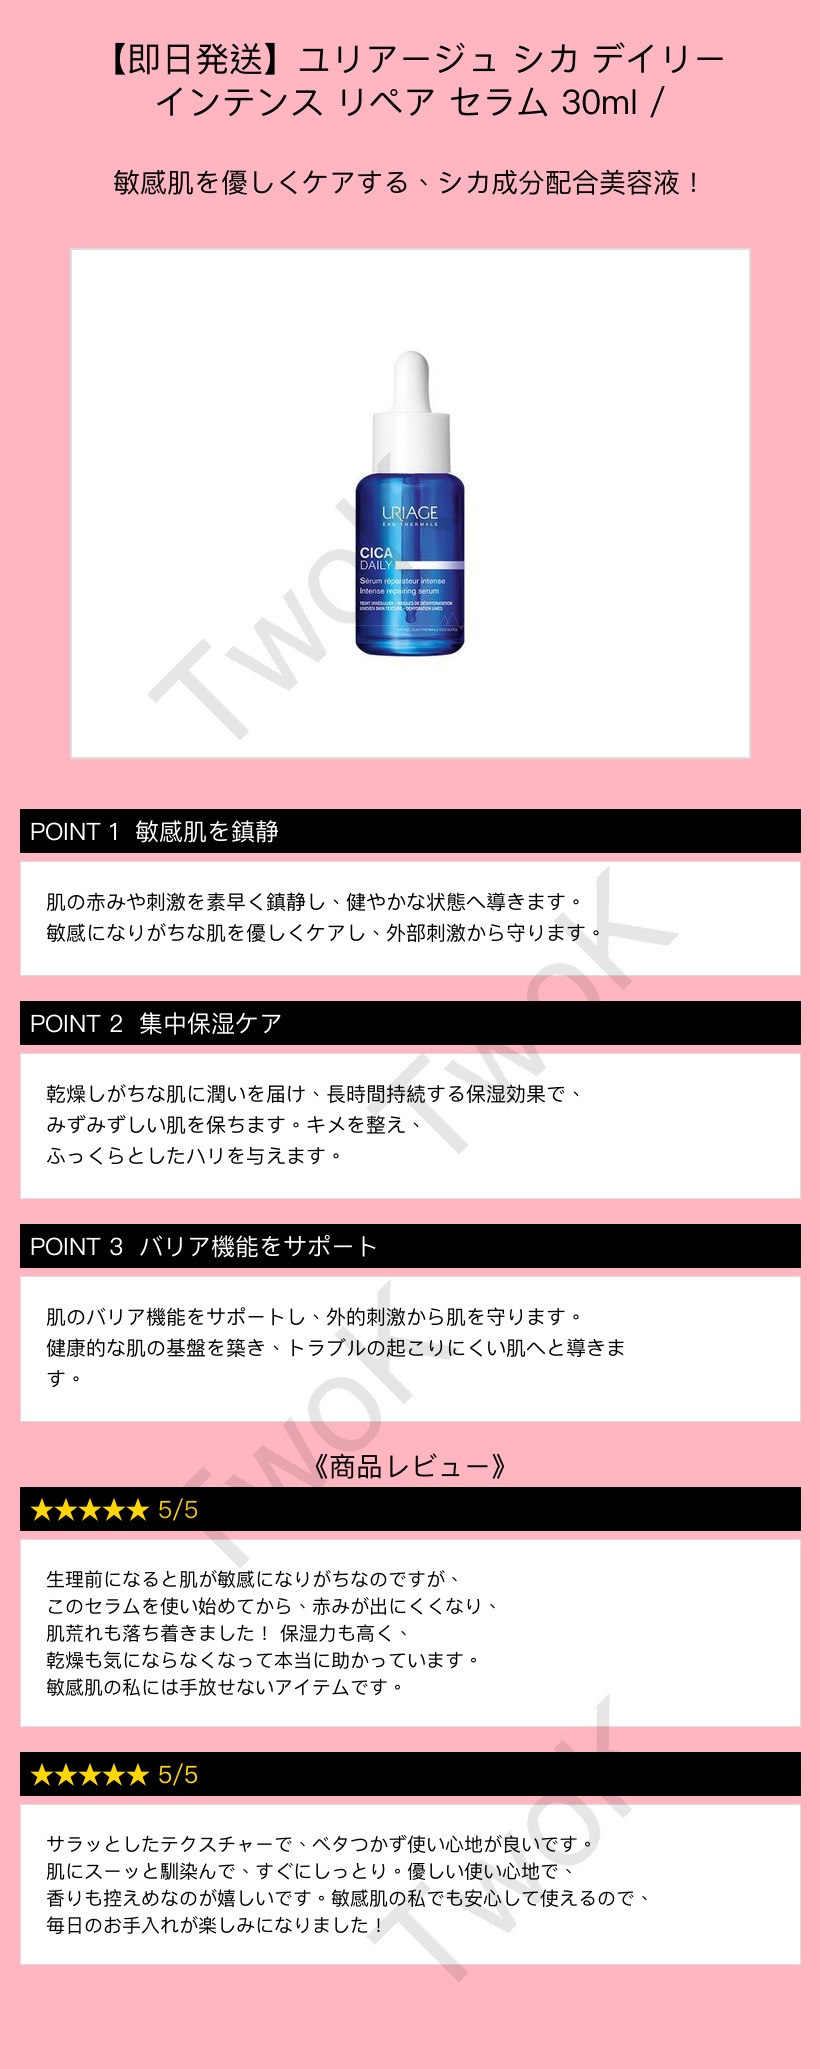 【即日発送】ユリアージュ シカ デイリー
インテンス リペア セラム 30ml /
敏感肌を優しくケアする、シカ成分配合美容液！
URIAGE
EAU THERMALE
CICA
DAILY
Sérum réparateur intense
Intense repairing serum
TEINT IRRÉGULIER - RIDULES DE DÉSHYDRATATION
UNEVEN SKIN TEXTURE - DEHYDRATION LINES
TwoK
POINT 1 敏感肌を鎮静
肌の赤みや刺激を素早く鎮静し、健やかな状態へ導きます。
敏感になりがちな肌を優しくケアし、外部刺激から守ります。
TwoK
POINT 2 集中保湿ケア
乾燥しがちな肌に潤いを届け、長時間持続する保湿効果で、
みずみずしい肌を保ちます。キメを整え、
ふっくらとしたハリを与えます。
POINT 3 バリア機能をサポート
肌のバリア機能をサポートし、外的刺激から肌を守ります。
健康的な肌の基盤を築き、トラブルの起こりにくい肌へと導きま
す。
TwoK
《商品レビュー》
★★★★★ 5/5
生理前になると肌が敏感になりがちなのですが、
このセラムを使い始めてから、赤みが出にくくなり、
肌荒れも落ち着きました！ 保湿力も高く、
乾燥も気にならなくなって本当に助かっています。
敏感肌の私には手放せないアイテムです。
★★★★★ 5/5
サラッとしたテクスチャーで、ベタつかず使い心地が良いです。
肌にスーッと馴染んで、すぐにしっとり。優しい使い心地で、
香りも控えめなのが嬉しいです。敏感肌の私でも安心して使えるので、
毎日のお手入れが楽しみになりました！
TwoK